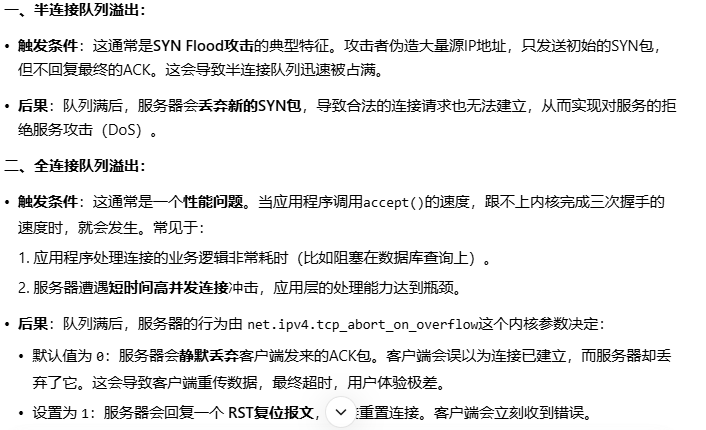 一、半连接队列溢出：
• 触发条件：这通常是SYN Flood攻击的典型特征。攻击者伪造大量源IP地址，只发送初始的SYN包，
但不回复最终的ACK。这会导致半连接队列迅速被占满。
• 后果：队列满后，服务器会丢弃新的SYN包，导致合法的连接请求也无法建立，从而实现对服务的拒
绝服务攻击（DoS）。
二、全连接队列溢出：
• 触发条件：这通常是一个性能问题。当应用程序调用accept()的速度，跟不上内核完成三次握手的
速度时，就会发生。常见于：
1. 应用程序处理连接的业务逻辑非常耗时（比如阻塞在数据库查询上）。
2. 服务器遭遇短时间高并发连接冲击，应用层的处理能力达到瓶颈。
• 后果：队列满后，服务器的行为由 net.ipv4.tcp_abort_on_overflow这个内核参数决定：
• 默认值为 0：服务器会静默丢弃客户端发来的ACK包。客户端会误以为连接已建立，而服务器却丢
弃了它。这会导致客户端重传数据，最终超时，用户体验极差。
• 设置为 1：服务器会回复一个 RST复位报文，重置连接。客户端会立刻收到错误。